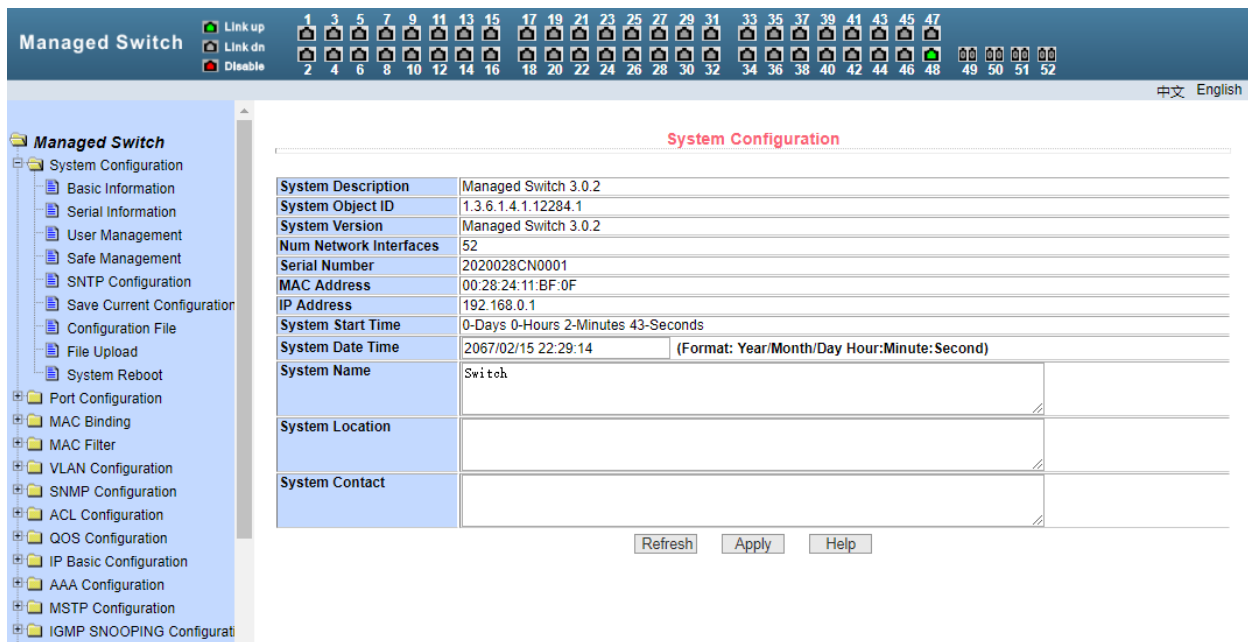 Managed Switch
Link up
Link dn
Disable
1 3 5 7 9 11 13 15 17 19 21 23 25 27 29 31 33 35 37 39 41 43 45 47
2 4 6 8 10 12 14 16 18 20 22 24 26 28 30 32 34 36 38 40 42 44 46 48 49 50 51 52
中文 English
Managed Switch
System Configuration
Basic Information
Serial Information
User Management
Safe Management
SNTP Configuration
Save Current Configuration
Configuration File
File Upload
System Reboot
Port Configuration
MAC Binding
MAC Filter
VLAN Configuration
SNMP Configuration
ACL Configuration
QOS Configuration
IP Basic Configuration
AAA Configuration
MSTP Configuration
IGMP SNOOPING Configurati
System Configuration
System Description Managed Switch 3.0.2
System Object ID 1.3.6.1.4.1.12284.1
System Version Managed Switch 3.0.2
Num Network Interfaces 52
Serial Number 2020028CN0001
MAC Address 00:28:24:11:BF:0F
IP Address 192.168.0.1
System Start Time 0-Days 0-Hours 2-Minutes 43-Seconds
System Date Time 2067/02/15 22:29:14 (Format: Year/Month/Day Hour:Minute:Second)
System Name Switch
System Location
System Contact
Refresh Apply Help